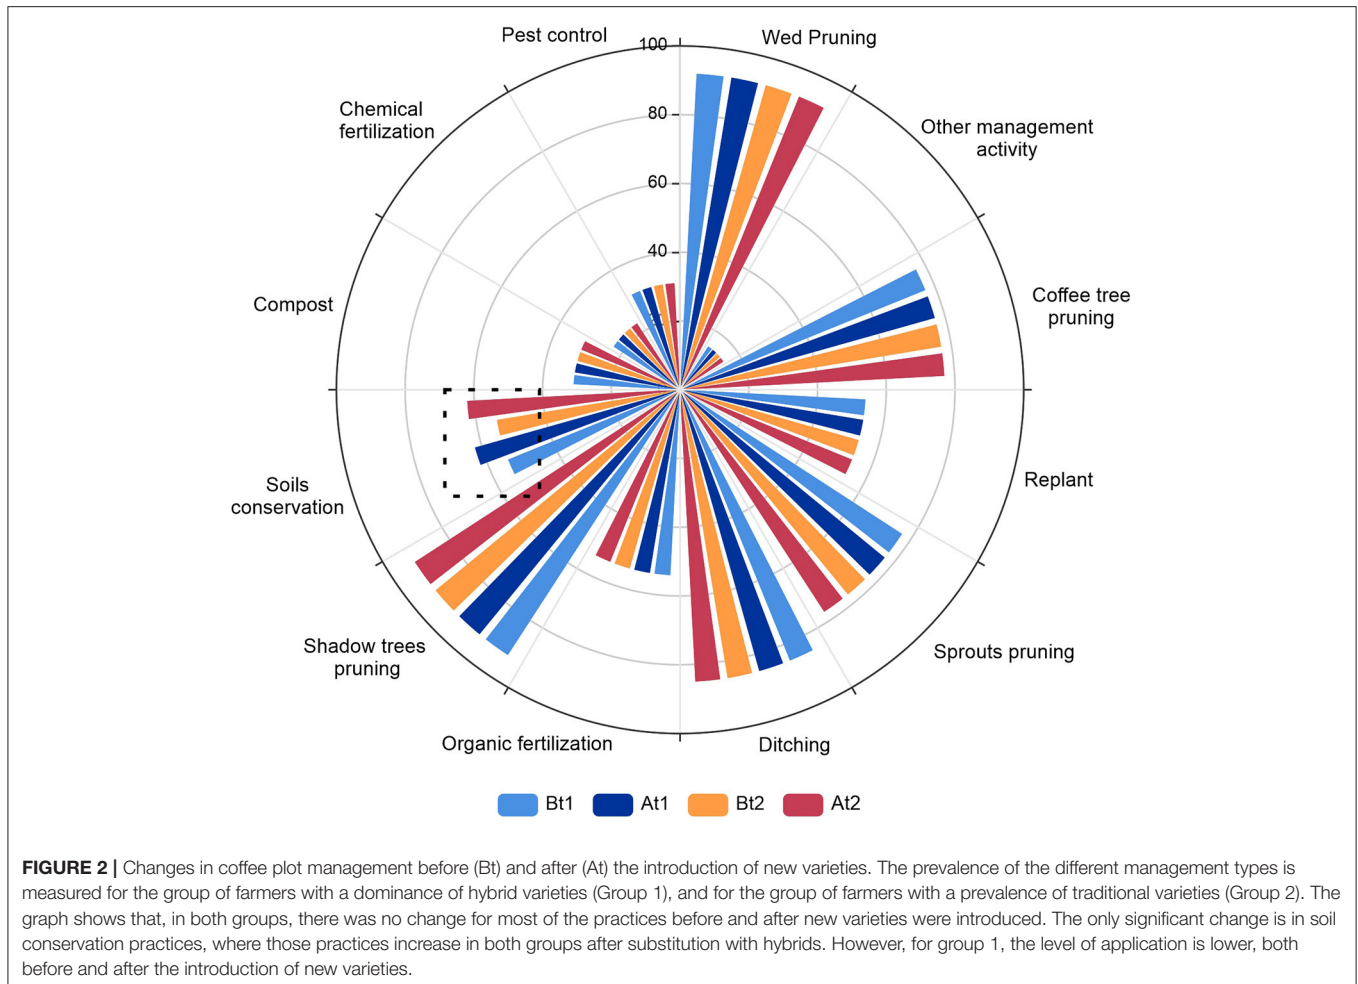 Pest control
Wed Pruning
Chemical
fertilization
Other management
activity
Compost
Coffee tree
pruning
Soils
conservation
Replant
Shadow trees
pruning
Sprouts pruning
Organic fertilization
Ditching
100
80
60
40
Bt1 At1 Bt2 At2
FIGURE 2 | Changes in coffee plot management before (Bt) and after (At) the introduction of new varieties. The prevalence of the different management types is
measured for the group of farmers with a dominance of hybrid varieties (Group 1), and for the group of farmers with a prevalence of traditional varieties (Group 2). The
graph shows that, in both groups, there was no change for most of the practices before and after new varieties were introduced. The only significant change is in soil
conservation practices, where those practices increase in both groups after substitution with hybrids. However, for group 1, the level of application is lower, both
before and after the introduction of new varieties.